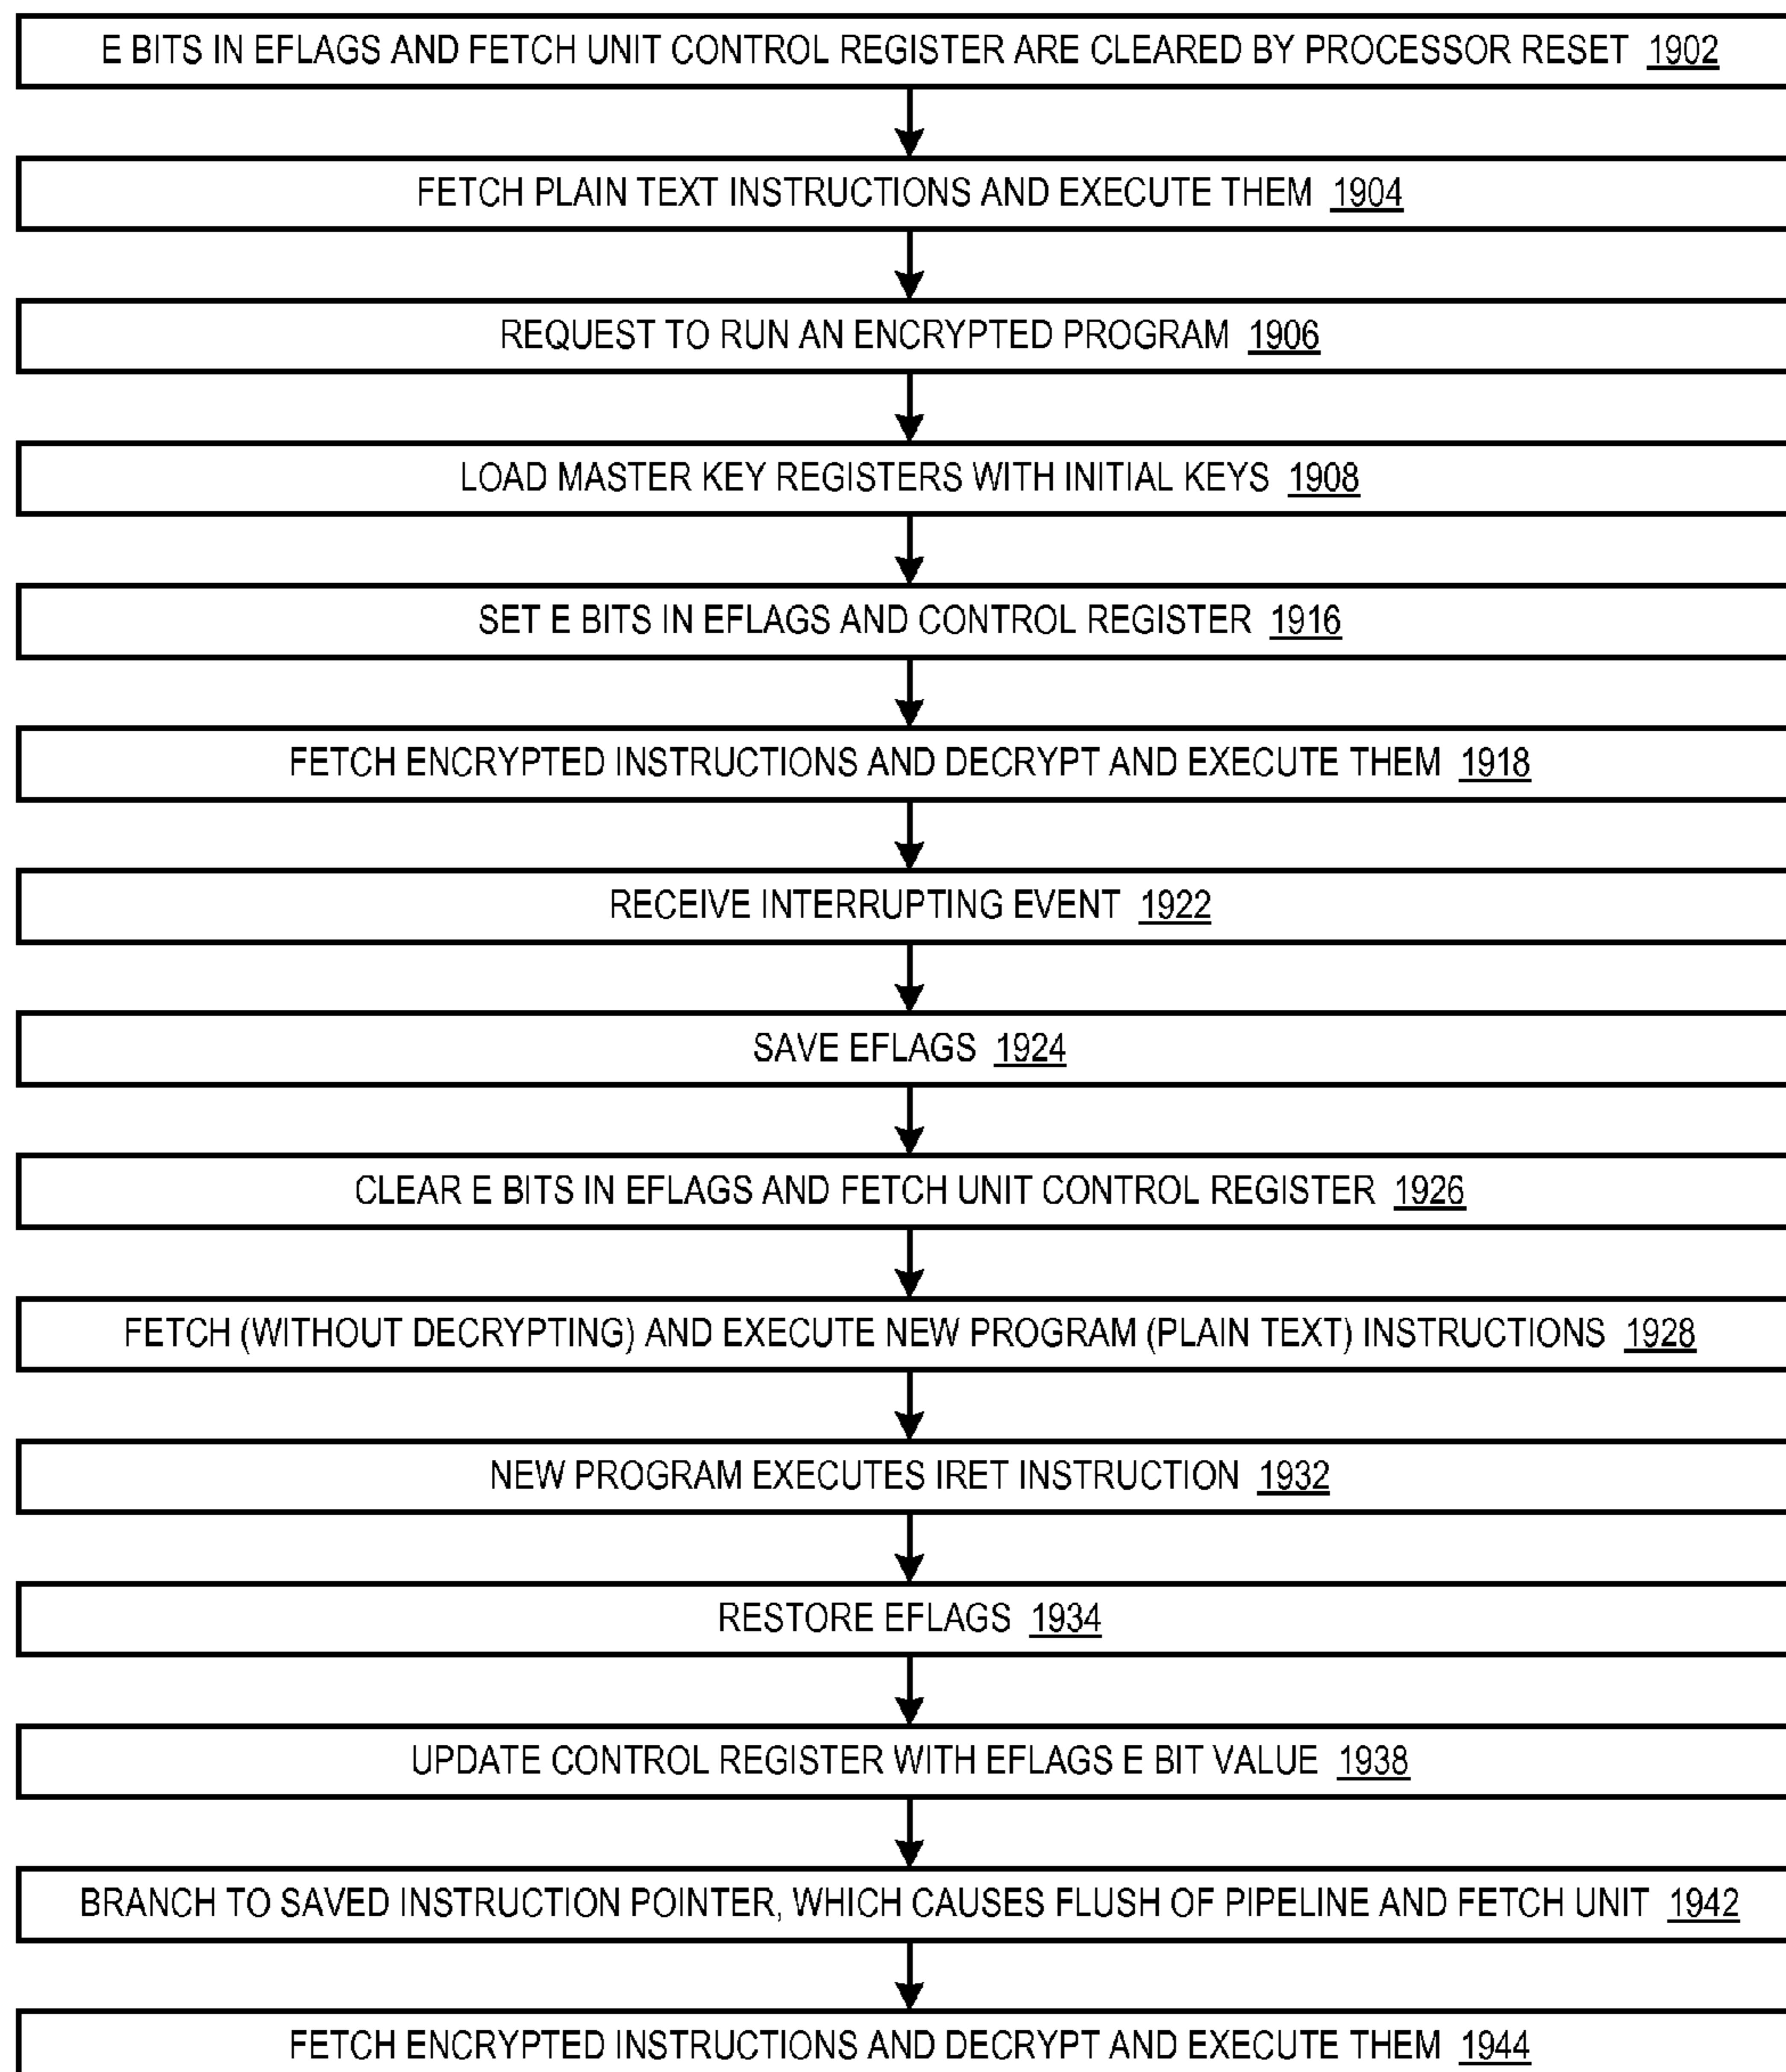 E BITS IN EFLAGS AND FETCH UNIT CONTROL REGISTER ARE CLEARED BY PROCESSOR RESET 1902
FETCH PLAIN TEXT INSTRUCTIONS AND EXECUTE THEM 1904
REQUEST TO RUN AN ENCRYPTED PROGRAM 1906
LOAD MASTER KEY REGISTERS WITH INITIAL KEYS 1908
SET E BITS IN EFLAGS AND CONTROL REGISTER 1916
FETCH ENCRYPTED INSTRUCTIONS AND DECRYPT AND EXECUTE THEM 1918
RECEIVE INTERRUPTING EVENT 1922
SAVE EFLAGS 1924
CLEAR E BITS IN EFLAGS AND FETCH UNIT CONTROL REGISTER 1926
FETCH (WITHOUT DECRYPTING) AND EXECUTE NEW PROGRAM (PLAIN TEXT) INSTRUCTIONS 1928
NEW PROGRAM EXECUTES IRET INSTRUCTION 1932
RESTORE EFLAGS 1934
UPDATE CONTROL REGISTER WITH EFLAGS E BIT VALUE 1938
BRANCH TO SAVED INSTRUCTION POINTER, WHICH CAUSES FLUSH OF PIPELINE AND FETCH UNIT 1942
FETCH ENCRYPTED INSTRUCTIONS AND DECRYPT AND EXECUTE THEM 1944